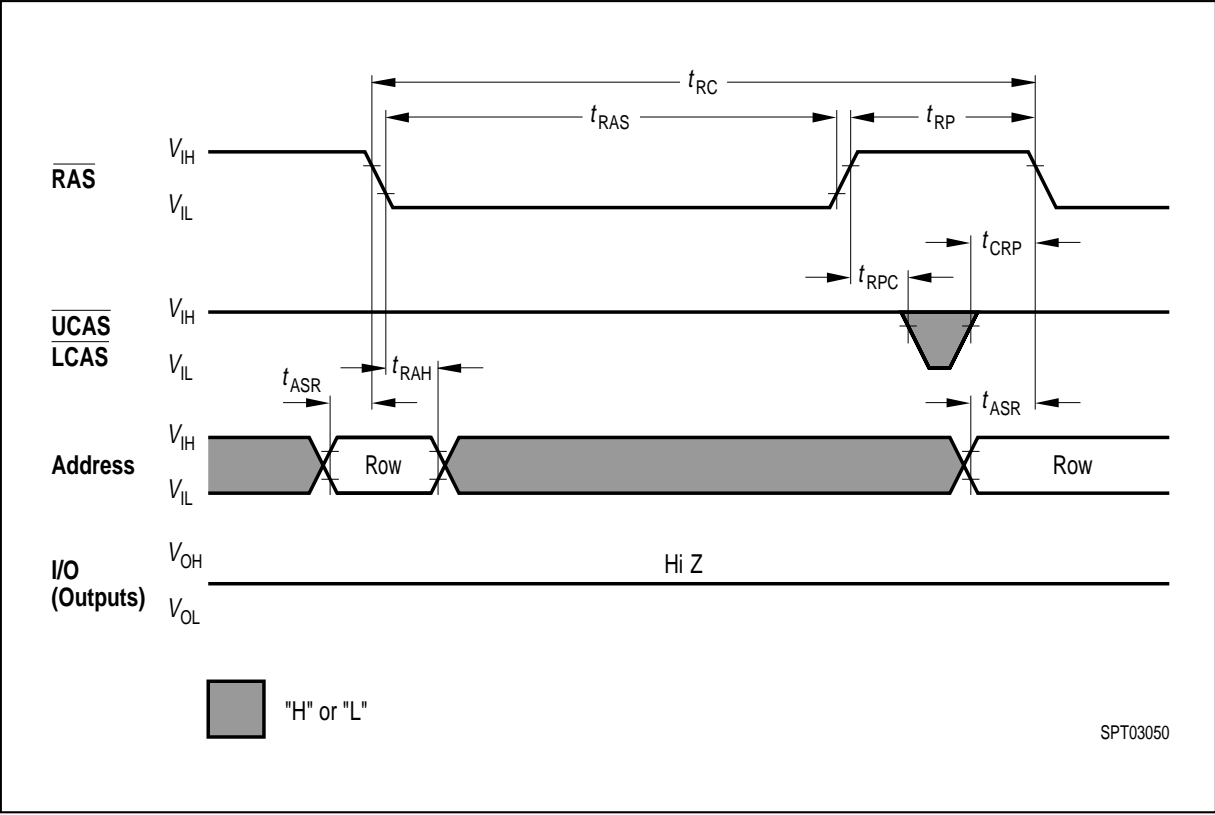 tRC
tRAS
tRP
RAS
VIH
VIL
tCRP
tRPC
UCAS
LCAS
VIH
VIL
tASR
tRAH
tASR
Address
VIH
VIL
Row
Row
I/O
(Outputs)
VOH
VOL
Hi Z
"H" or "L"
SPT03050